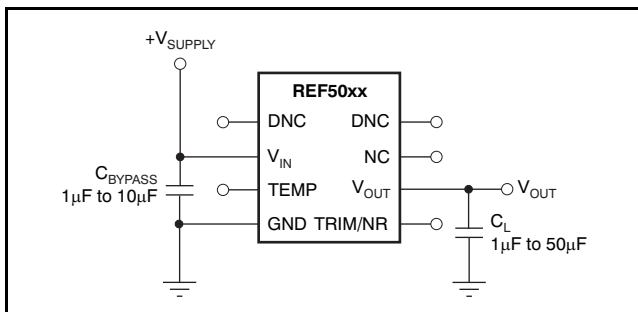 +V_SUPPLY
REF50xx
DNC DNC
V_IN NC
C_BYPASS
1μF to 10μF
TEMP V_OUT V_OUT
GND TRIM/NR
C_L
1μF to 50μF